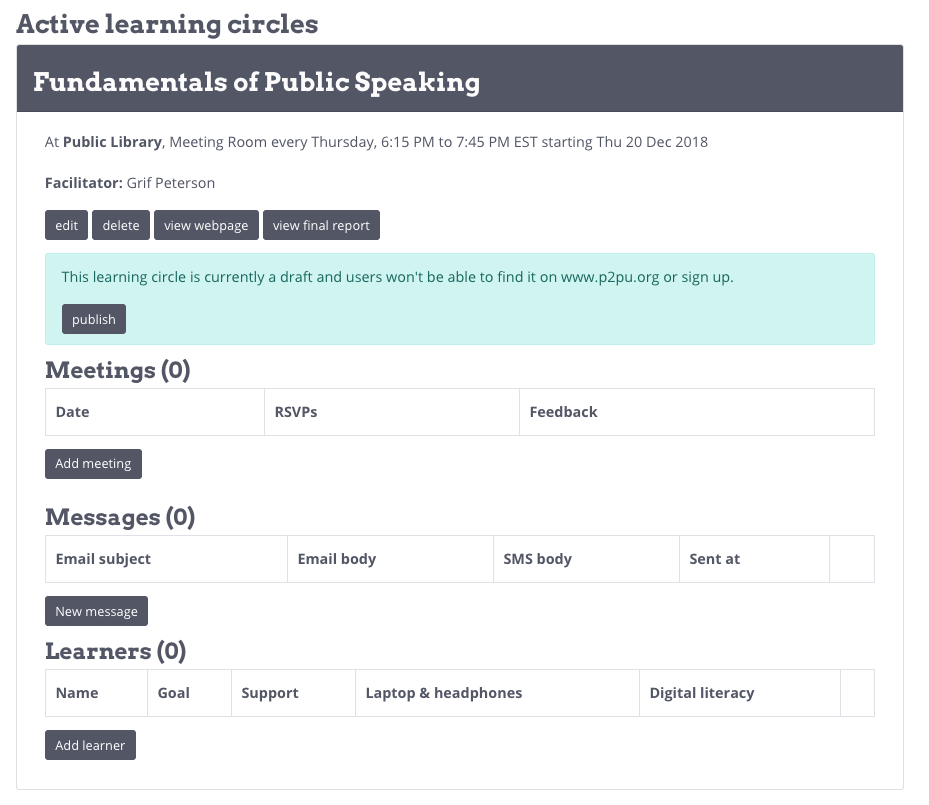 Active learning circles
Fundamentals of Public Speaking
At Public Library, Meeting Room every Thursday, 6:15 PM to 7:45 PM EST starting Thu 20 Dec 2018
Facilitator: Grif Peterson
edit delete view webpage view final report
This learning circle is currently a draft and users won't be able to find it on www.p2pu.org or sign up.
publish
Meetings (0)
Date RSVPs Feedback
Add meeting
Messages (0)
Email subject Email body SMS body Sent at
New message
Learners (0)
Name Goal Support Laptop & headphones Digital literacy
Add learner